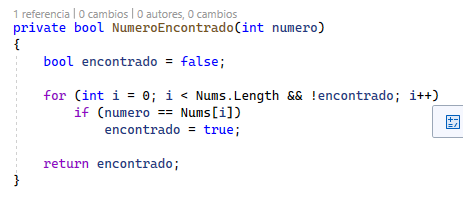 1 referencia | 0 cambios | 0 autores, 0 cambios
private bool NumeroEncontrado(int numero)
{
    bool encontrado = false;

    for (int i = 0; i < Nums.Length && !encontrado; i++)
        if (numero == Nums[i])
            encontrado = true;

    return encontrado;
}